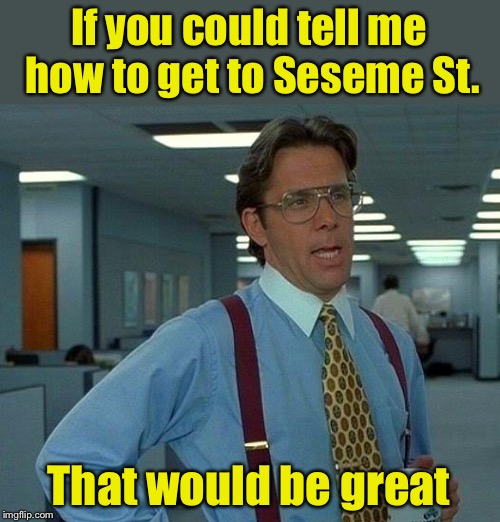 If you could tell me
how to get to Seseme St.
That would be great
imgflip.com